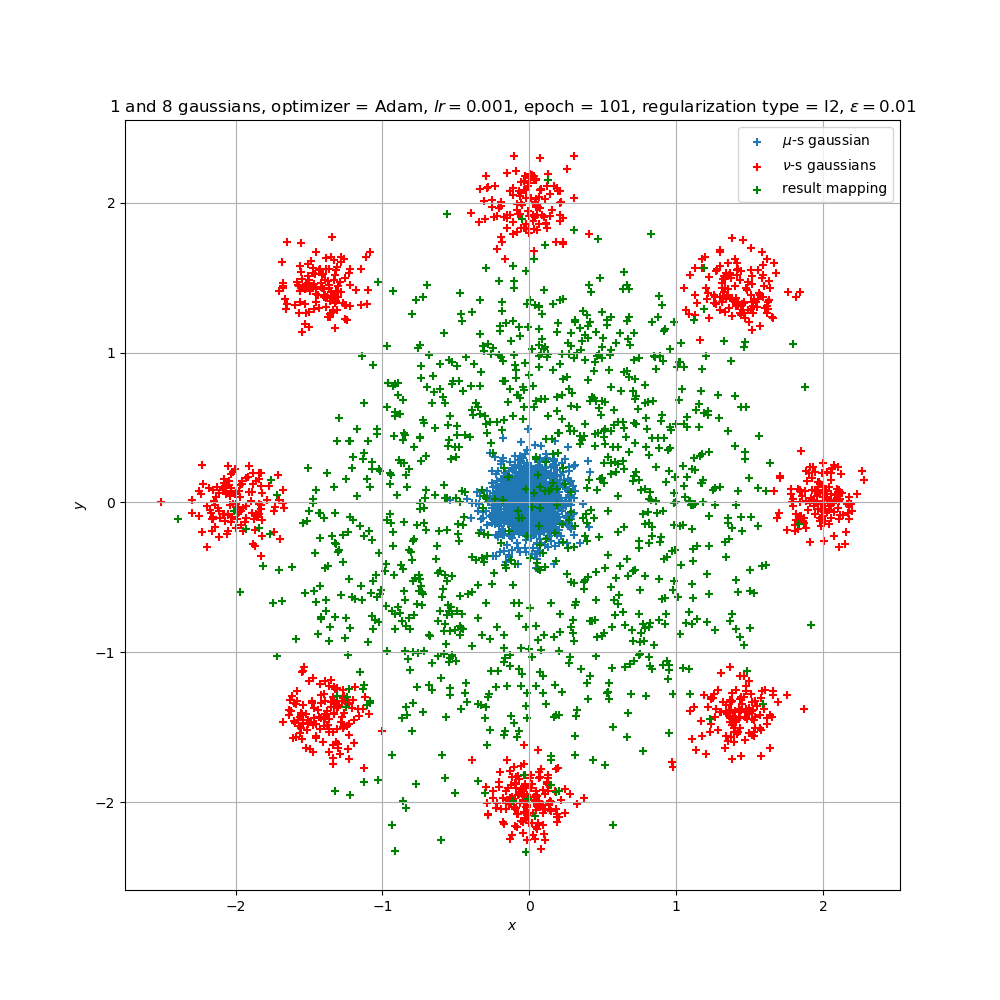 1 and 8 gaussians, optimizer = Adam, lr = 0.001, epoch = 101, regularization type = l2, ε = 0.01
μ-s gaussian
ν-s gaussians
result mapping
2
1
0
−1
−2
y
−2 −1 0 1 2
x